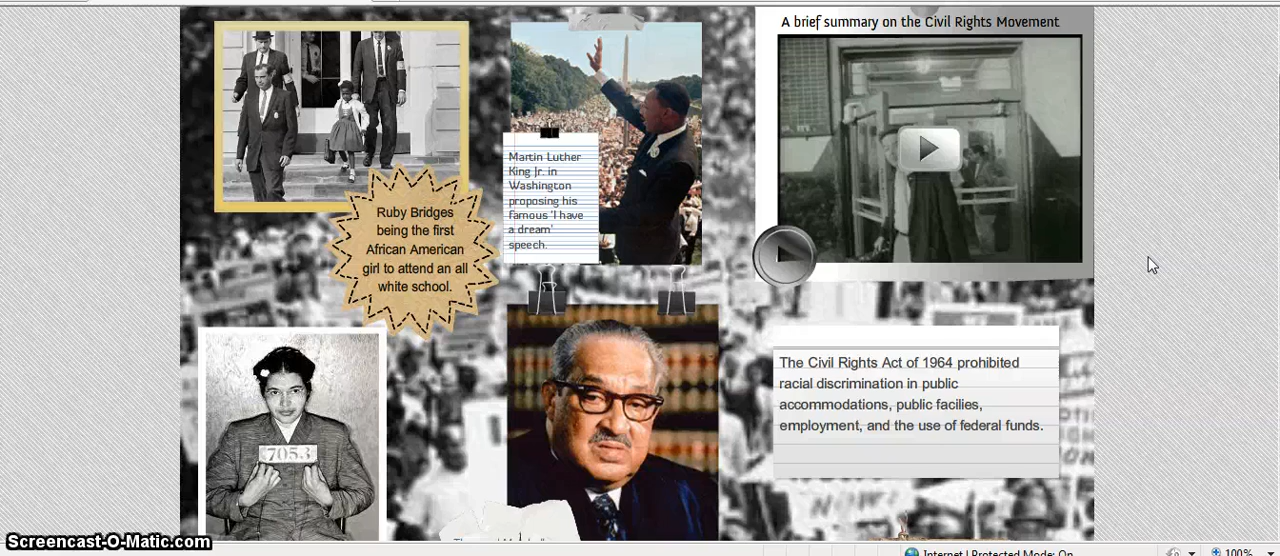 A brief summary on the Civil Rights Movement
Martin Luther
King Jr. in
Washington
proposing his
famous 'I have
a dream'
speech.
Ruby Bridges
being the first
African American
girl to attend an all
white school.
The Civil Rights Act of 1964 prohibited
racial discrimination in public
accommodations, public facilies,
employment, and the use of federal funds.
7053
NOW!
Screencast-O-Matic.com
Internet | Protected Mode: On
100%